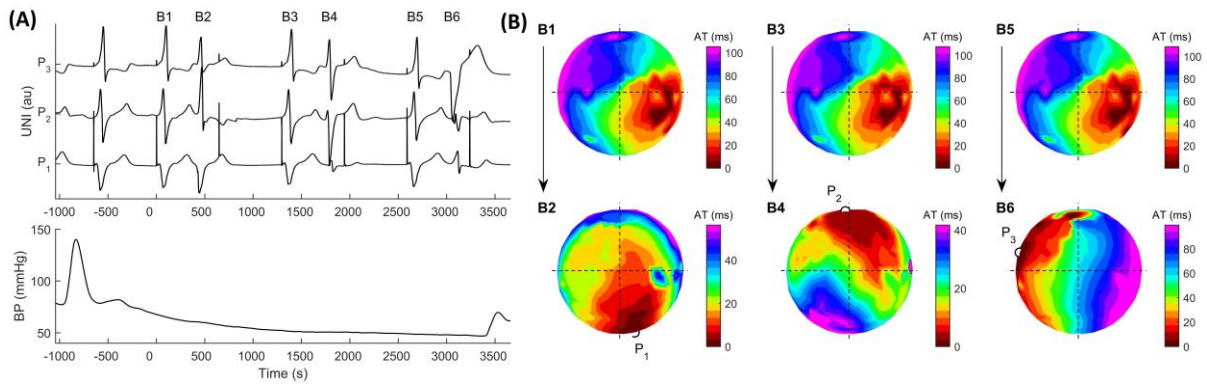 (A)
B1 B2 B3 B4 B5 B6
UNI (au)
P3
P2
P1
-1000 -500 0 500 1000 1500 2000 2500 3000 3500
BP (mmHg)
150
100
50
-1000 -500 0 500 1000 1500 2000 2500 3000 3500
Time (s)
(B)
B1
AT (ms)
100
80
60
40
20
0
B3
AT (ms)
100
80
60
40
20
0
B5
AT (ms)
100
80
60
40
20
0
B2
P1
AT (ms)
40
20
0
B4
P2
AT (ms)
40
20
0
B6
P3
AT (ms)
80
60
40
20
0